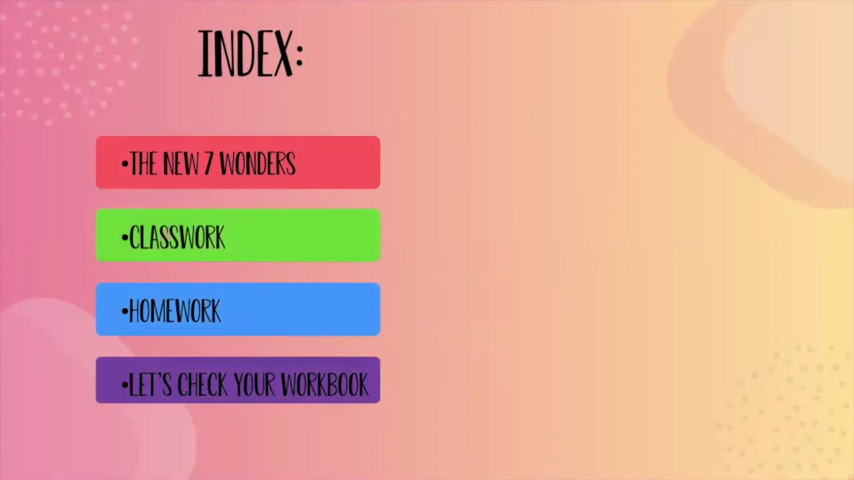 INDEX:
•THE NEW 7 WONDERS
•CLASSWORK
•HOMEWORK
•LET'S CHECK YOUR WORKBOOK